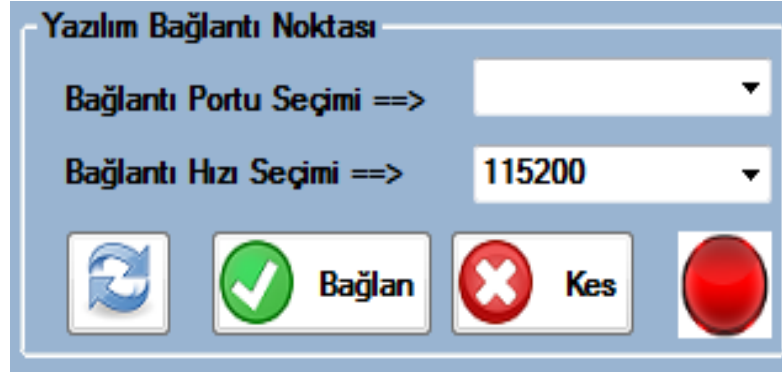 Yazılım Bağlantı Noktası
Bağlantı Portu Seçimi ==>
Bağlantı Hızı Seçimi ==> 115200
Bağlan Kes